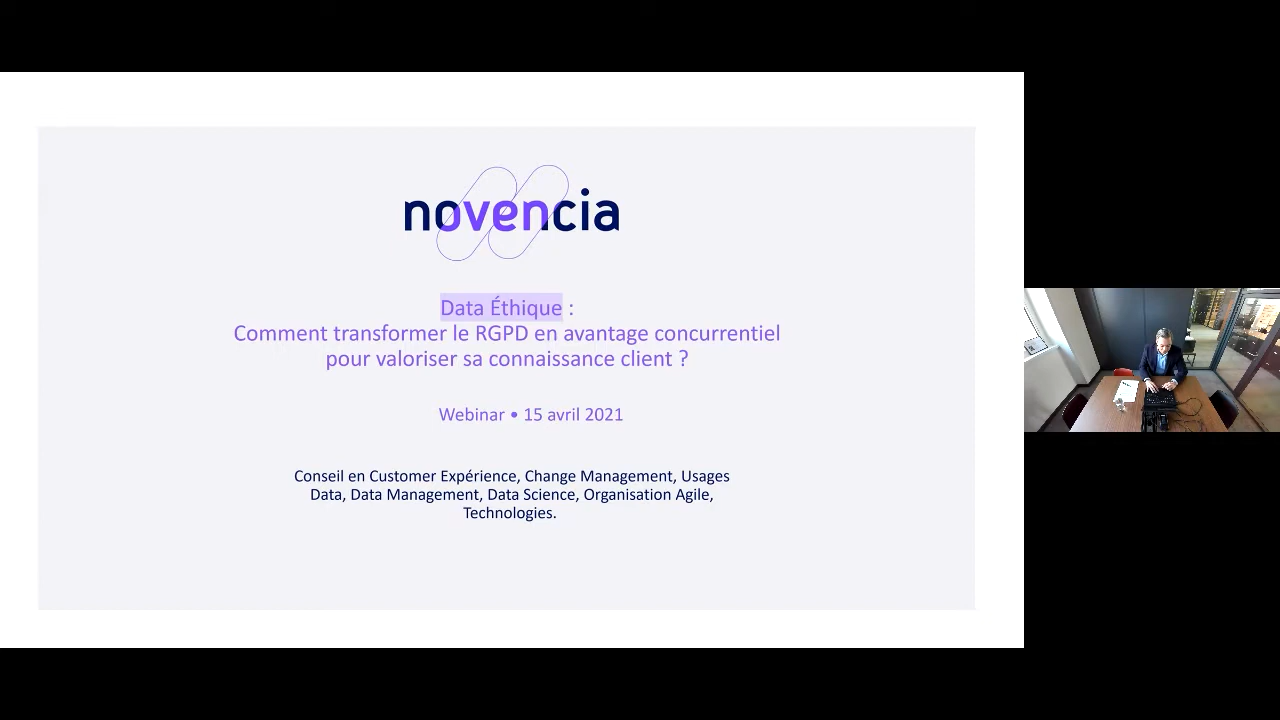 novencia
Data Éthique :
Comment transformer le RGPD en avantage concurrentiel
pour valoriser sa connaissance client ?
Webinar • 15 avril 2021
Conseil en Customer Expérience, Change Management, Usages
Data, Data Management, Data Science, Organisation Agile,
Technologies.